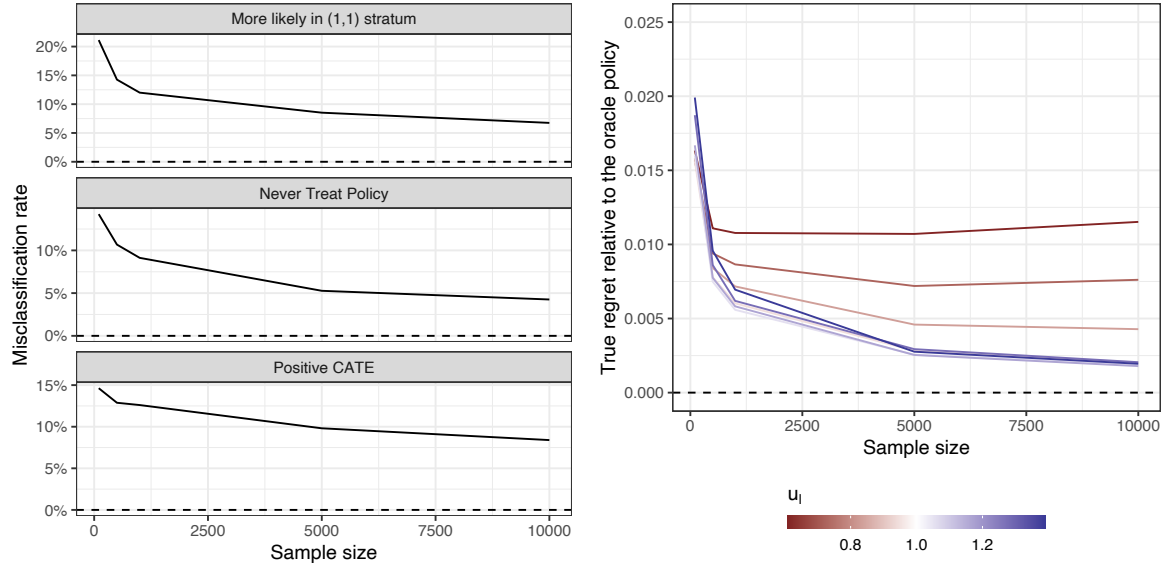 Misclassification rate
More likely in (1,1) stratum
20%
15%
10%
5%
0%
Never Treat Policy
10%
5%
0%
Positive CATE
15%
10%
5%
0%
0 2500 5000 7500 10000
Sample size
True regret relative to the oracle policy
0.025
0.020
0.015
0.010
0.005
0.000
0 2500 5000 7500 10000
Sample size
u_l
0.8 1.0 1.2